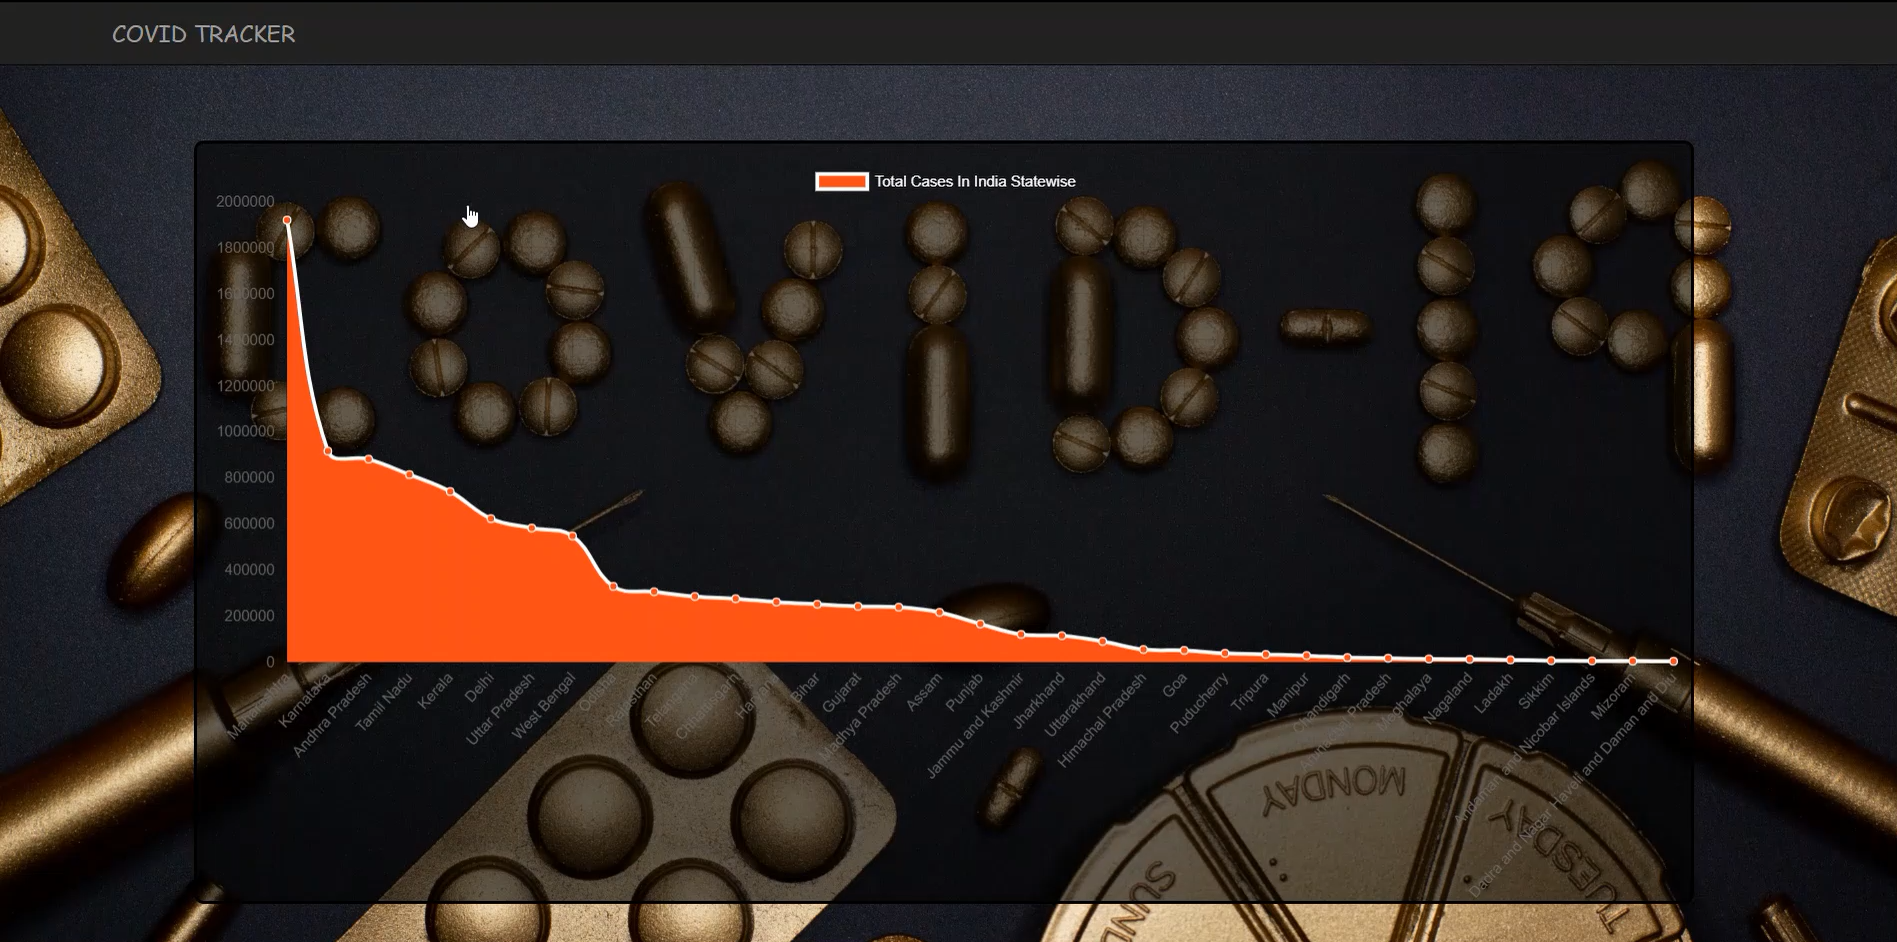 COVID TRACKER
Total Cases In India Statewise
2000000
1800000
1600000
1400000
1200000
1000000
800000
600000
400000
200000
0
Maharashtra
Karnataka
Andhra Pradesh
Tamil Nadu
Kerala
Delhi
Uttar Pradesh
West Bengal
Odisha
Rajasthan
Telangana
Chhattisgarh
Haryana
Bihar
Gujarat
Madhya Pradesh
Assam
Punjab
Jammu and Kashmir
Jharkhand
Uttarakhand
Himachal Pradesh
Goa
Puducherry
Tripura
Manipur
Chandigarh
Arunachal Pradesh
Meghalaya
Nagaland
Ladakh
Sikkim
Andaman and Nicobar Islands
Mizoram
Dadra and Nagar Haveli and Daman and Diu
COVID-19
MONDAY
TUESDAY